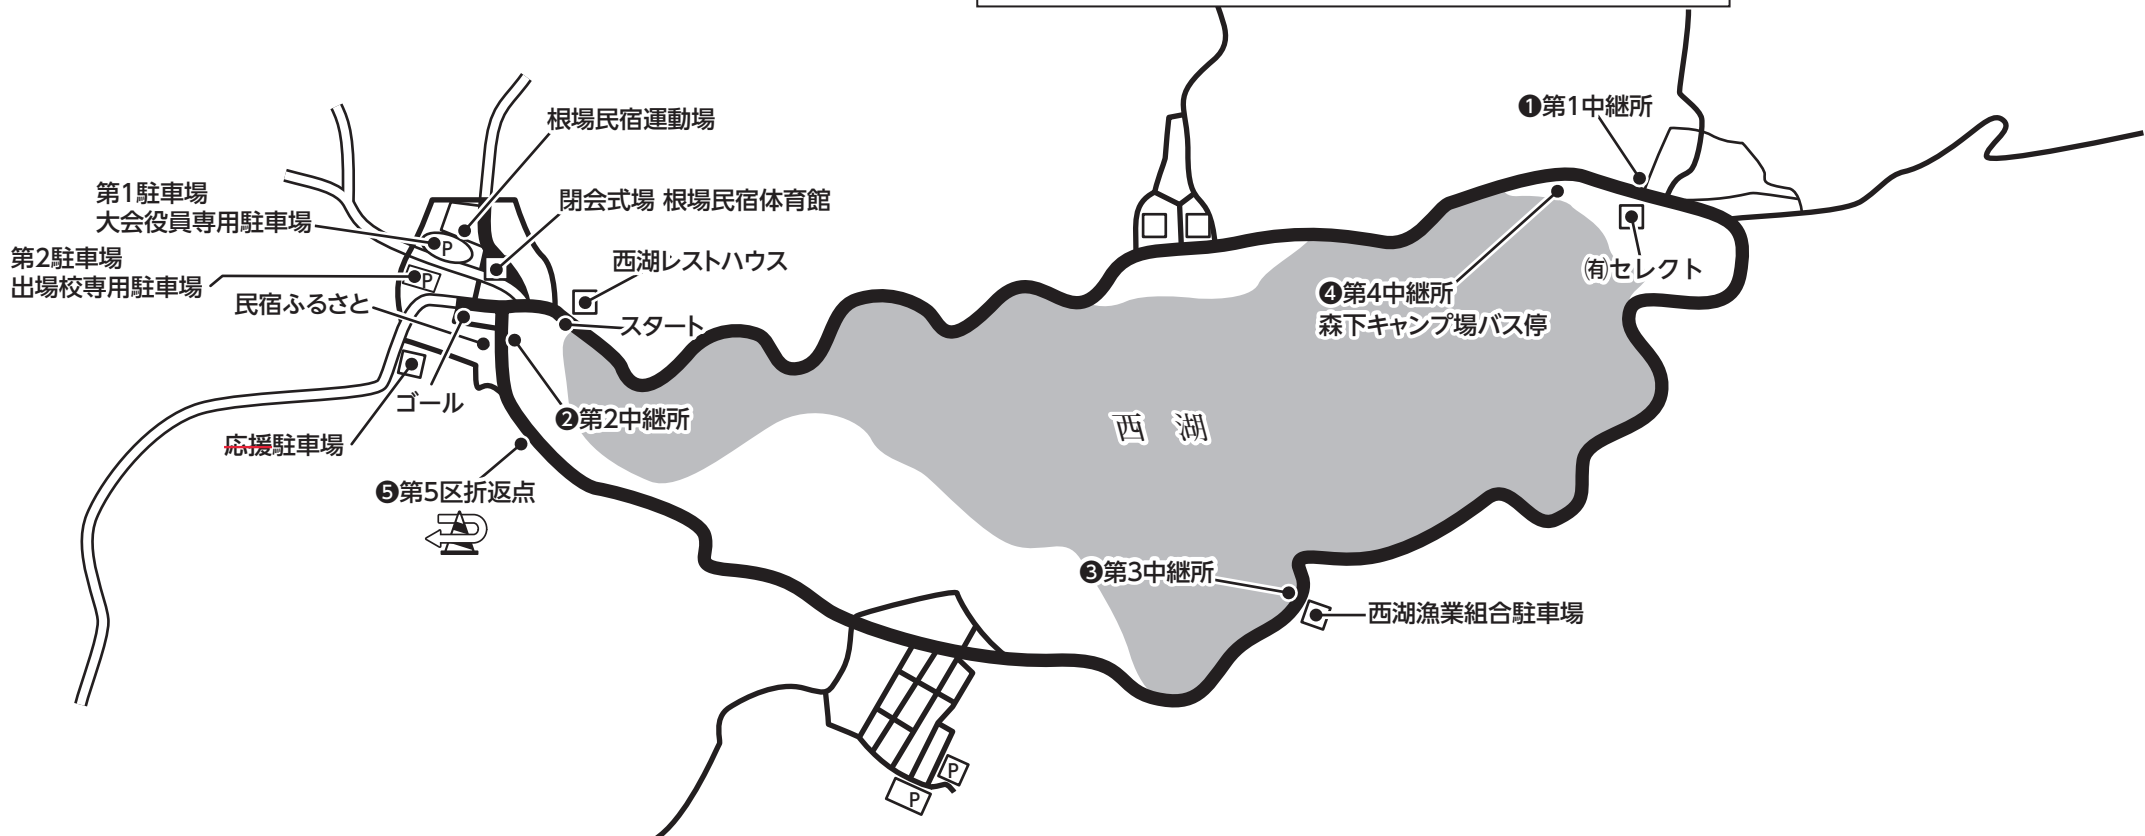 ❶第1中継所
根場民宿運動場
第1駐車場
大会役員専用駐車場
閉会式場 根場民宿体育館
P
第2駐車場
出場校専用駐車場
P
西湖レストハウス
㈲セレクト
民宿ふるさと
❹第4中継所
森下キャンプ場バス停
スタート
ゴール
❷第2中継所
西 湖
応援駐車場
❺第5区折返点
❸第3中継所
西湖漁業組合駐車場
P
P